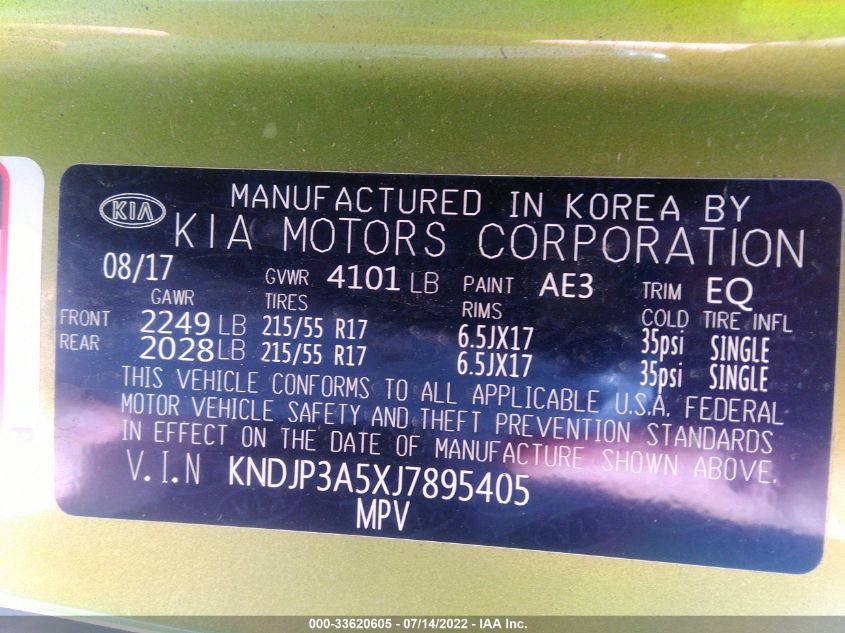 MANUFACTURED IN KOREA BY
KIA KIA MOTORS CORPORATION
08/17 GVWR 4101 LB PAINT AE3 TRIM EQ
GAWR TIRES RIMS COLD TIRE INFL
FRONT 2249 LB 215/55 R17 6.5JX17 35psi SINGLE
REAR 2028 LB 215/55 R17 6.5JX17 35psi SINGLE
THIS VEHICLE CONFORMS TO ALL APPLICABLE U.S.A. FEDERAL
MOTOR VEHICLE SAFETY AND THEFT PREVENTION STANDARDS
IN EFFECT ON THE DATE OF MANUFACTURE SHOWN ABOVE.
V.I.N KNDJP3A5XJ7895405
MPV
000-33620605 - 07/14/2022 - IAA Inc.